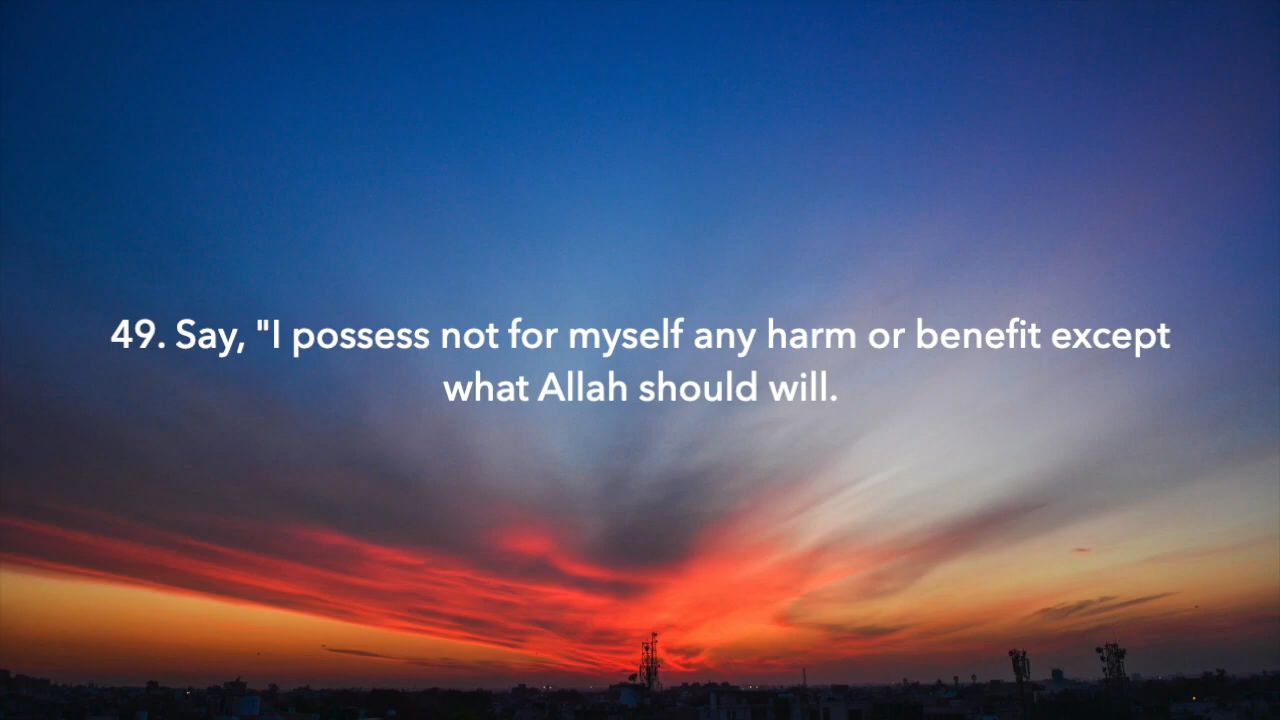 49. Say, "I possess not for myself any harm or benefit except
what Allah should will.